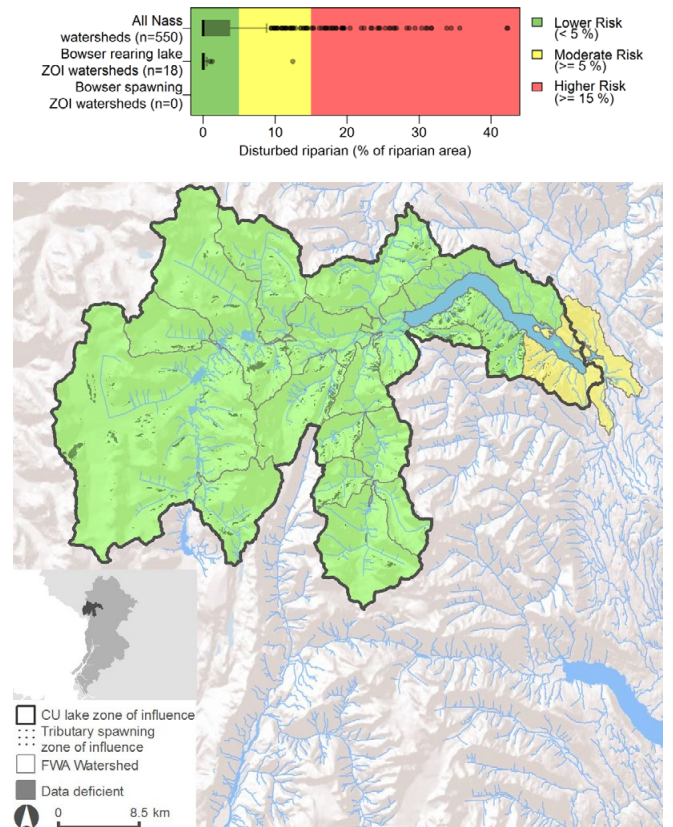 All Nass
watersheds (n=550)
Bowser rearing lake
ZOI watersheds (n=18)
Bowser spawning
ZOI watersheds (n=0)
0 10 20 30 40
Disturbed riparian (% of riparian area)
Lower Risk
(< 5 %)
Moderate Risk
(>= 5 %)
Higher Risk
(>= 15 %)
CU lake zone of influence
Tributary spawning
zone of influence
FWA Watershed
Data deficient
0 8.5 km